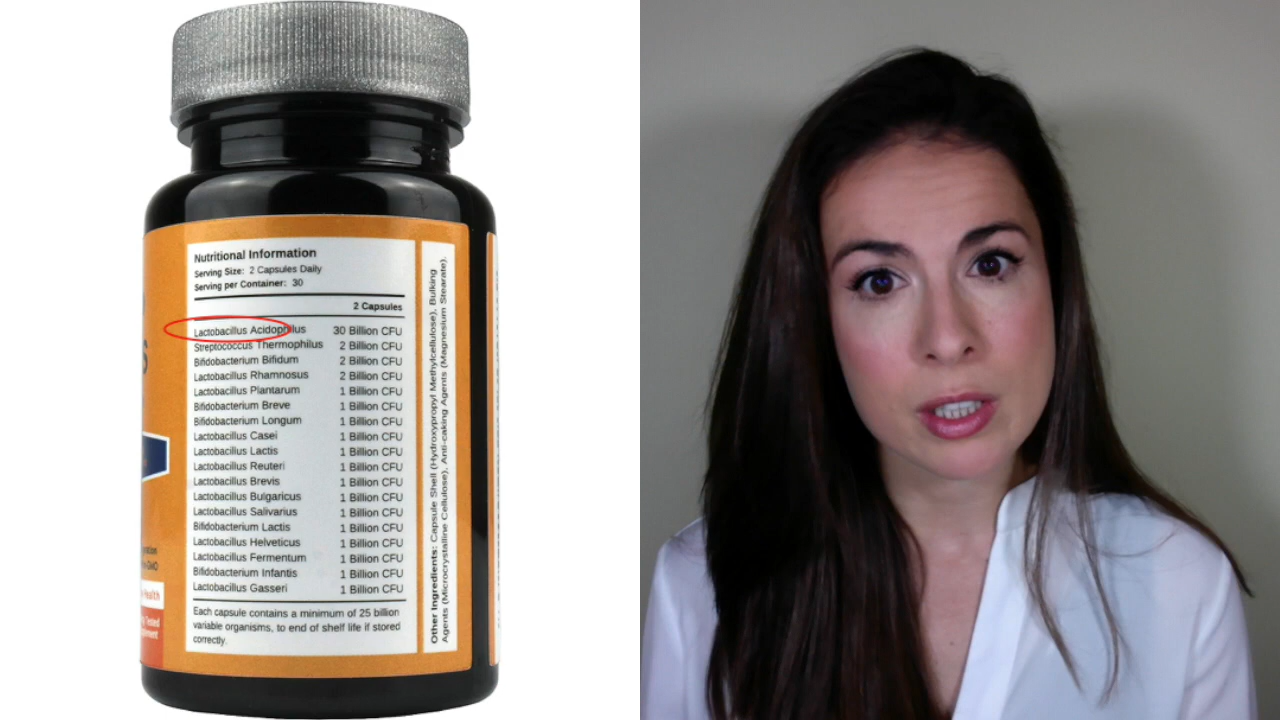 Nutritional Information
Serving Size: 2 Capsules Daily
Serving per Container: 30
2 Capsules
Lactobacillus Acidophilus 30 Billion CFU
Streptococcus Thermophilus 2 Billion CFU
Bifidobacterium Bifidum 2 Billion CFU
Lactobacillus Rhamnosus 2 Billion CFU
Lactobacillus Plantarum 1 Billion CFU
Bifidobacterium Breve 1 Billion CFU
Bifidobacterium Longum 1 Billion CFU
Lactobacillus Casei 1 Billion CFU
Lactobacillus Lactis 1 Billion CFU
Lactobacillus Reuteri 1 Billion CFU
Lactobacillus Brevis 1 Billion CFU
Lactobacillus Bulgaricus 1 Billion CFU
Lactobacillus Salivarius 1 Billion CFU
Bifidobacterium Lactis 1 Billion CFU
Lactobacillus Helveticus 1 Billion CFU
Lactobacillus Fermentum 1 Billion CFU
Bifidobacterium Infantis 1 Billion CFU
Lactobacillus Gasseri 1 Billion CFU
Each capsule contains a minimum of 25 billion
variable organisms, to end of shelf life if stored
correctly.
Other Ingredients: Capsule Shell (Hydroxypropyl Methylcellulose), Bulking
Agents (Microcrystalline Cellulose), Anti-caking Agents (Magnesium Stearate).
Health
Tested